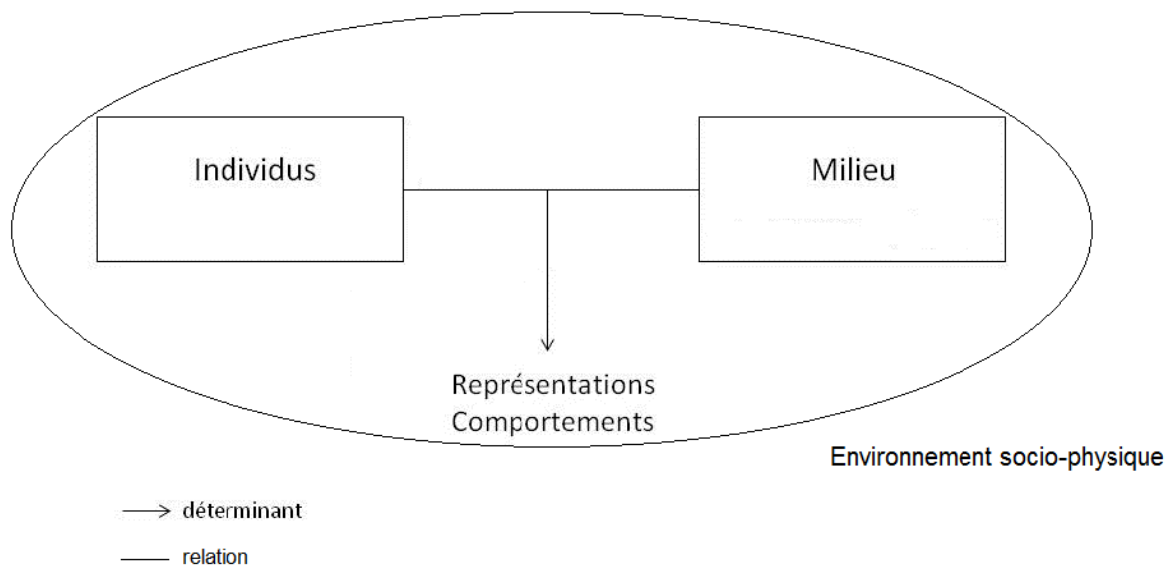 Individus
Milieu
Représentations
Comportements
Environnement socio-physique
déterminant
relation